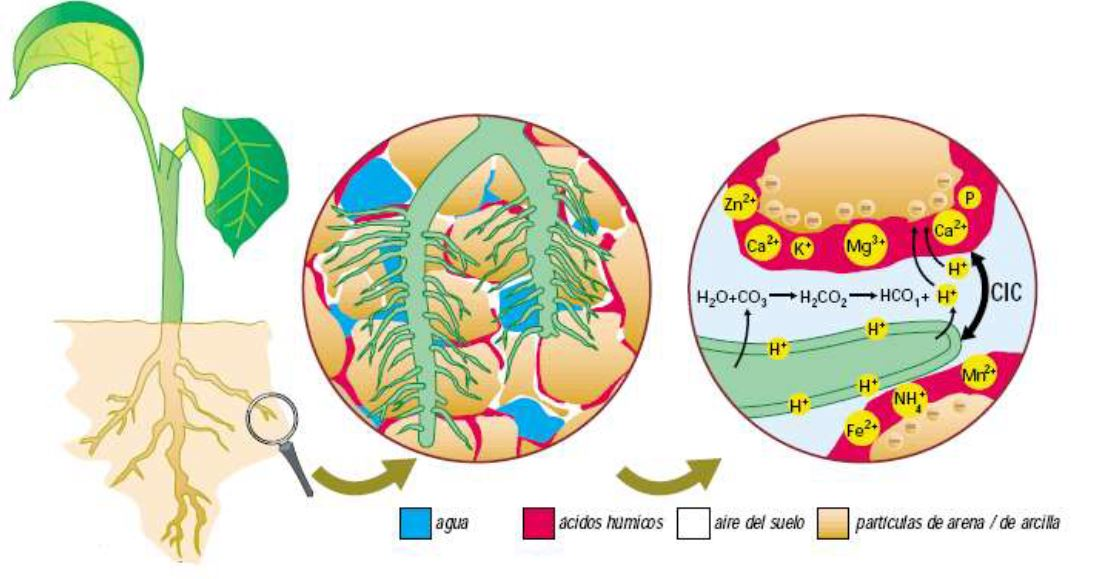 Zn²⁺
P
Ca²⁺
K⁺
Mg³⁺
Ca²⁺
H⁺
H₂O+CO₃ → H₂CO₂ → HCO₁+ H⁺
CIC
H⁺
H⁺
H⁺
H⁺
Mn²⁺
NH₄⁺
Fe²⁺
agua
ácidos húmicos
aire del suelo
partículas de arena / de arcilla